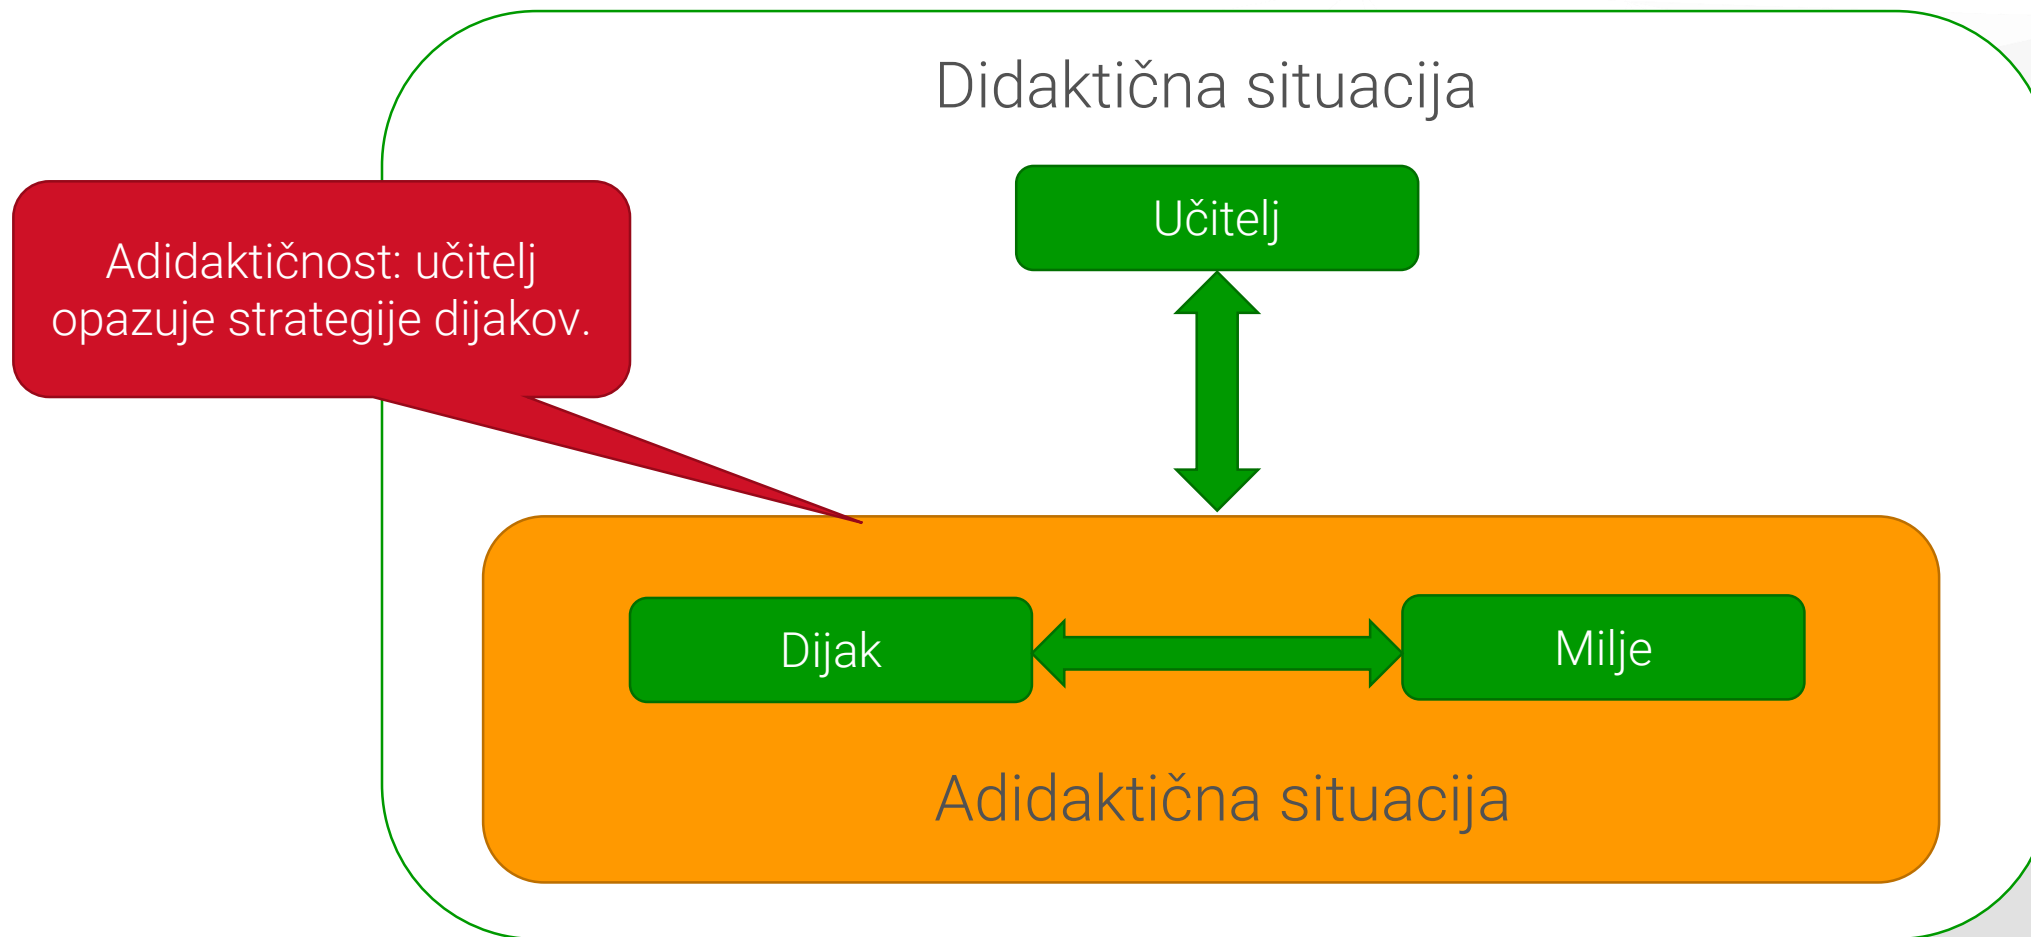 Didaktična situacija
Učitelj
Adidaktičnost: učitelj
opazuje strategije dijakov.
Dijak
Milje
Adidaktična situacija